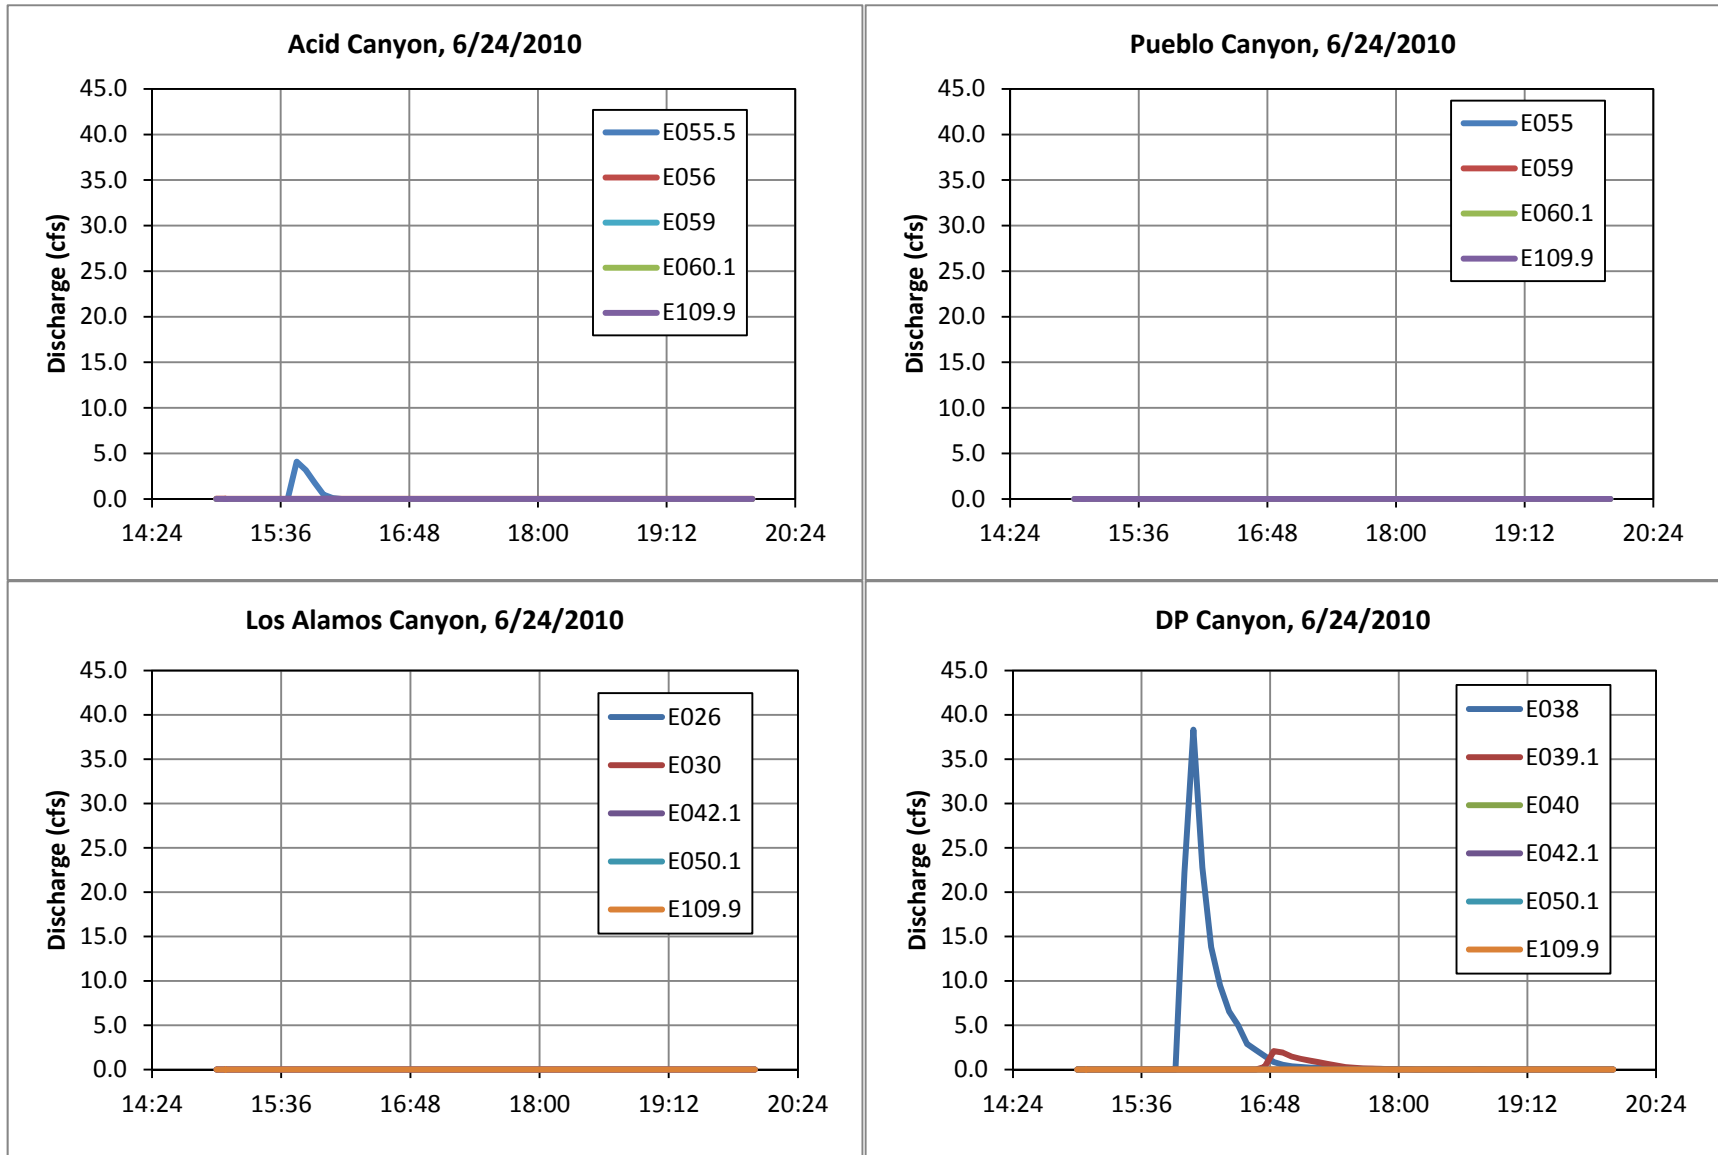 Acid Canyon, 6/24/2010
Discharge (cfs)
45.0
40.0
35.0
30.0
25.0
20.0
15.0
10.0
5.0
0.0
14:24
15:36
16:48
18:00
19:12
20:24
E055.5
E056
E059
E060.1
E109.9
Pueblo Canyon, 6/24/2010
Discharge (cfs)
45.0
40.0
35.0
30.0
25.0
20.0
15.0
10.0
5.0
0.0
14:24
15:36
16:48
18:00
19:12
20:24
E055
E059
E060.1
E109.9
Los Alamos Canyon, 6/24/2010
Discharge (cfs)
45.0
40.0
35.0
30.0
25.0
20.0
15.0
10.0
5.0
0.0
14:24
15:36
16:48
18:00
19:12
20:24
E026
E030
E042.1
E050.1
E109.9
DP Canyon, 6/24/2010
Discharge (cfs)
45.0
40.0
35.0
30.0
25.0
20.0
15.0
10.0
5.0
0.0
14:24
15:36
16:48
18:00
19:12
20:24
E038
E039.1
E040
E042.1
E050.1
E109.9